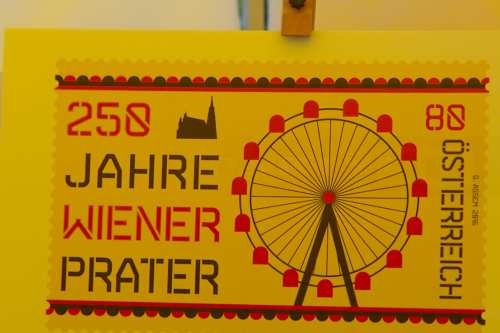 250
JAHRE
WIENER
PRATER
80
ÖSTERREICH